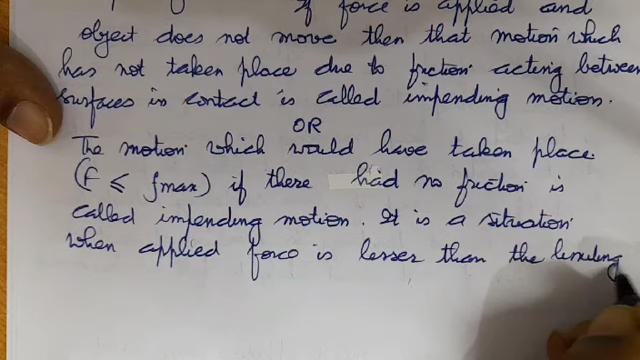 If force is applied and
object does not move then that motion which
has not taken place due to friction acting between
surfaces in contact is called impending motion.
OR
The motion which would have taken place
(F ⩽ fmax) if there had no friction is
called impending motion. It is a situation
when applied force is lesser than the limiting